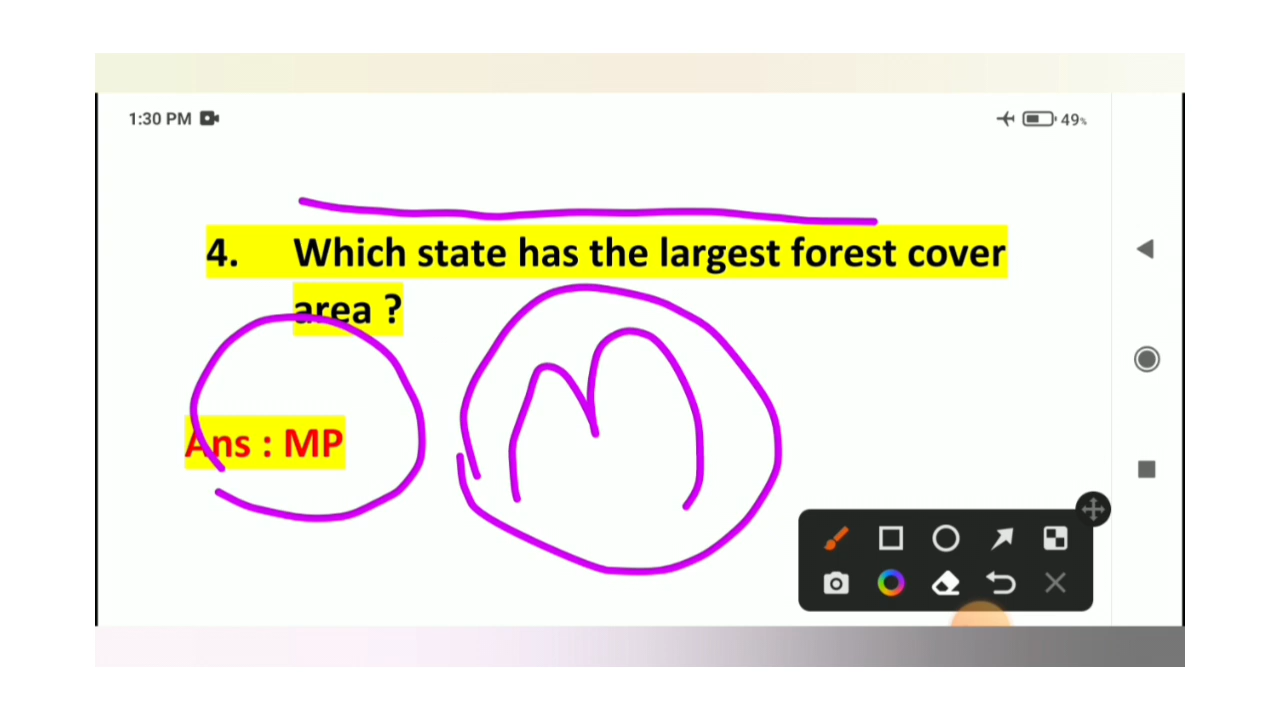 1:30 PM 49%
4. Which state has the largest forest cover
area ?
Ans : MP
M